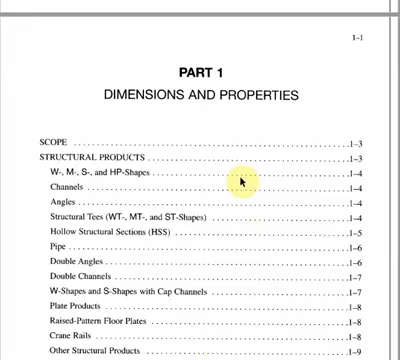 1–1
PART 1
DIMENSIONS AND PROPERTIES
SCOPE . . . . . . . . . . . . . . . . . . . . . . . . . . . . . . . . . . . . . . . . . . . . . . . . . . 1–3
STRUCTURAL PRODUCTS . . . . . . . . . . . . . . . . . . . . . . . . . . . . . . . . . . . . 1–3
W-, M-, S-, and HP-Shapes . . . . . . . . . . . . . . . . . . . . . . . . . . . . . . . . . . . 1–4
Channels . . . . . . . . . . . . . . . . . . . . . . . . . . . . . . . . . . . . . . . . . . . . . . . 1–4
Angles . . . . . . . . . . . . . . . . . . . . . . . . . . . . . . . . . . . . . . . . . . . . . . . . . 1–4
Structural Tees (WT-, MT-, and ST-Shapes) . . . . . . . . . . . . . . . . . . . . . . . . 1–4
Hollow Structural Sections (HSS) . . . . . . . . . . . . . . . . . . . . . . . . . . . . . . . 1–5
Pipe . . . . . . . . . . . . . . . . . . . . . . . . . . . . . . . . . . . . . . . . . . . . . . . . . . . 1–6
Double Angles . . . . . . . . . . . . . . . . . . . . . . . . . . . . . . . . . . . . . . . . . . . . 1–6
Double Channels . . . . . . . . . . . . . . . . . . . . . . . . . . . . . . . . . . . . . . . . . . 1–7
W-Shapes and S-Shapes with Cap Channels . . . . . . . . . . . . . . . . . . . . . . . . 1–7
Plate Products . . . . . . . . . . . . . . . . . . . . . . . . . . . . . . . . . . . . . . . . . . . . 1–8
Raised-Pattern Floor Plates . . . . . . . . . . . . . . . . . . . . . . . . . . . . . . . . . . . 1–8
Crane Rails . . . . . . . . . . . . . . . . . . . . . . . . . . . . . . . . . . . . . . . . . . . . . . 1–8
Other Structural Products . . . . . . . . . . . . . . . . . . . . . . . . . . . . . . . . . . . . 1–9